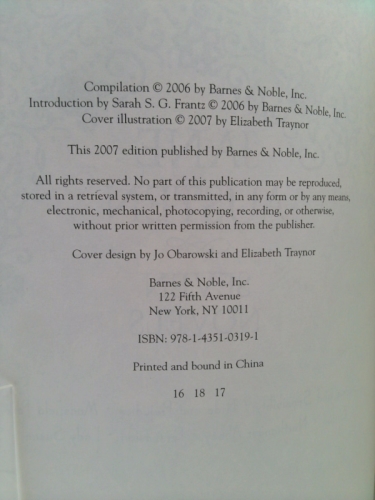 Compilation © 2006 by Barnes & Noble, Inc.
Introduction by Sarah S. G. Frantz © 2006 by Barnes & Noble, Inc.
Cover illustration © 2007 by Elizabeth Traynor
This 2007 edition published by Barnes & Noble, Inc.
All rights reserved. No part of this publication may be reproduced,
stored in a retrieval system, or transmitted, in any form or by any means,
electronic, mechanical, photocopying, recording, or otherwise,
without prior written permission from the publisher.
Cover design by Jo Obarowski and Elizabeth Traynor
Barnes & Noble, Inc.
122 Fifth Avenue
New York, NY 10011
ISBN: 978-1-4351-0319-1
Printed and bound in China
16 18 17